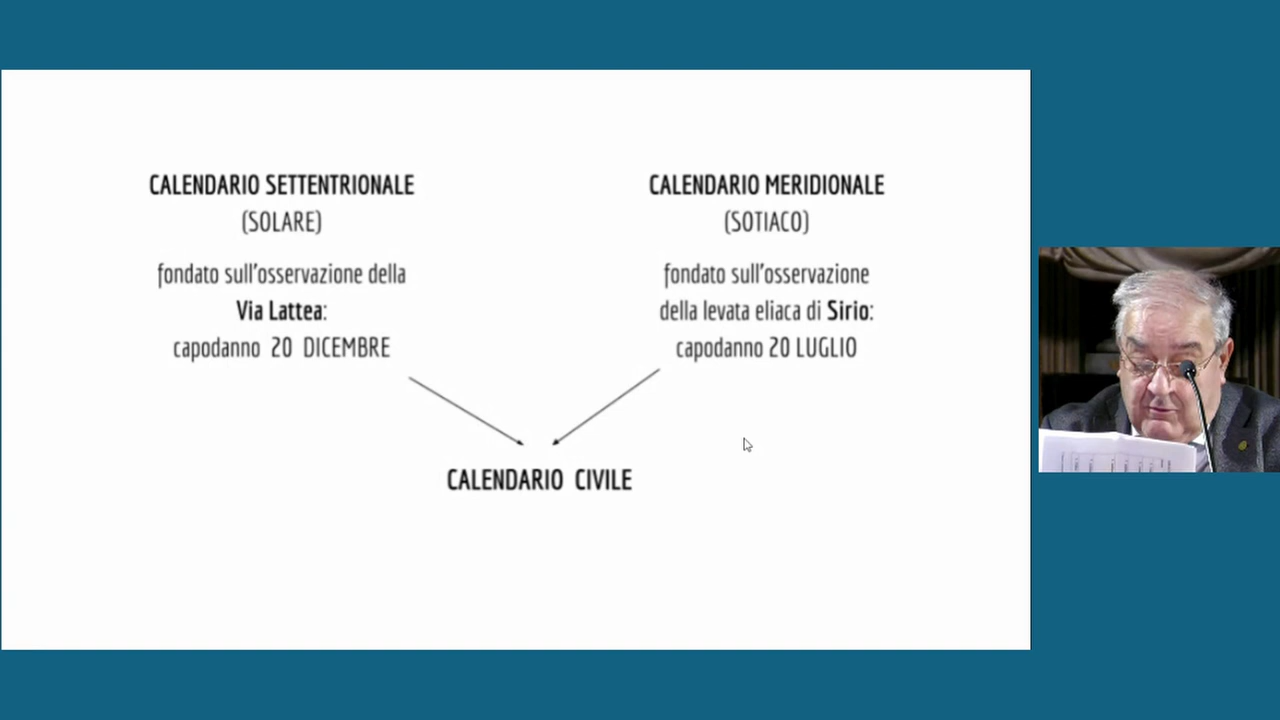 CALENDARIO SETTENTRIONALE
(SOLARE)
fondato sull'osservazione della
Via Lattea:
capodanno 20 DICEMBRE
CALENDARIO MERIDIONALE
(SOTIACO)
fondato sull'osservazione
della levata eliaca di Sirio:
capodanno 20 LUGLIO
CALENDARIO CIVILE